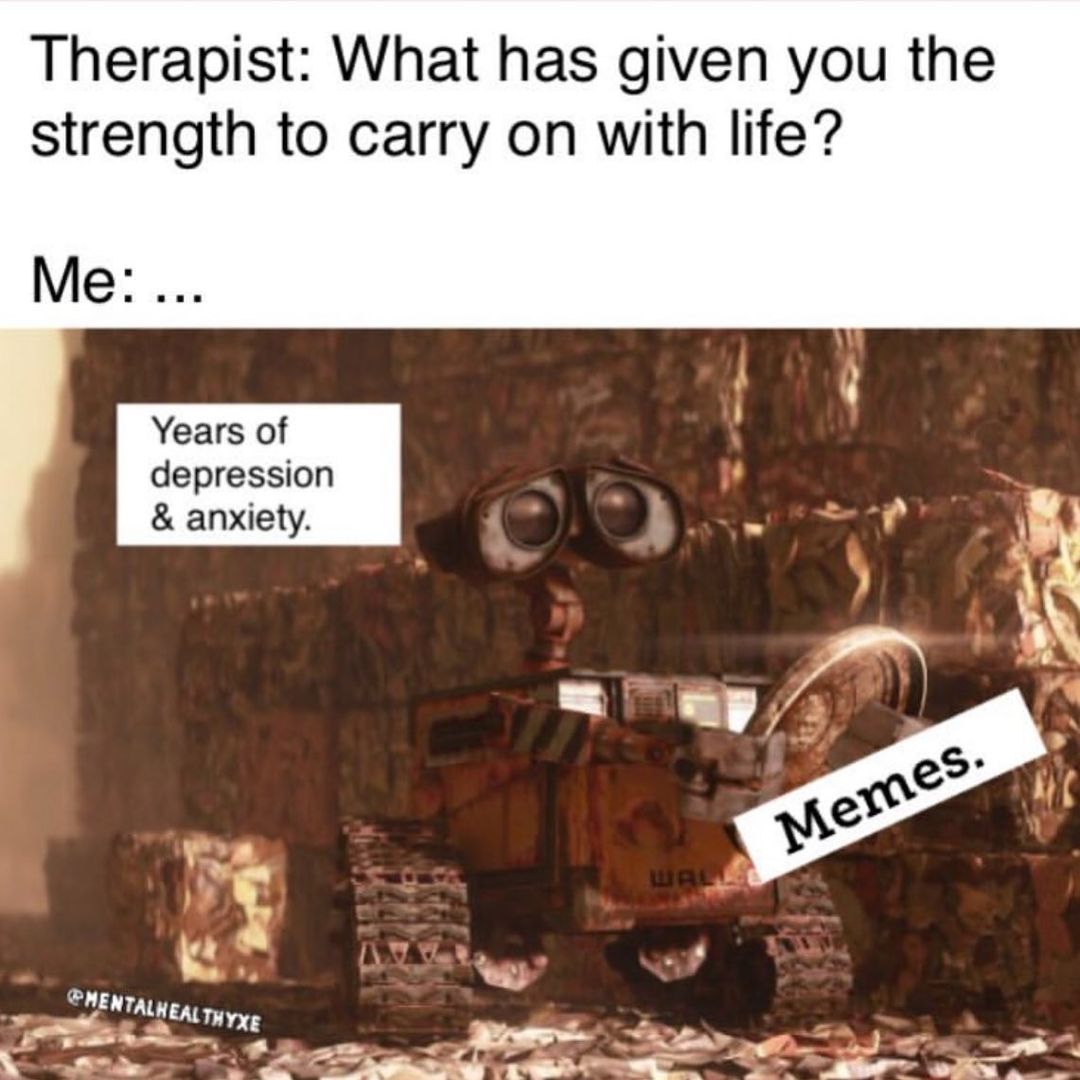 Therapist: What has given you the
strength to carry on with life?
Me: ...
Years of
depression
& anxiety.
Memes.
WALL
@MENTALHEALTHYXE